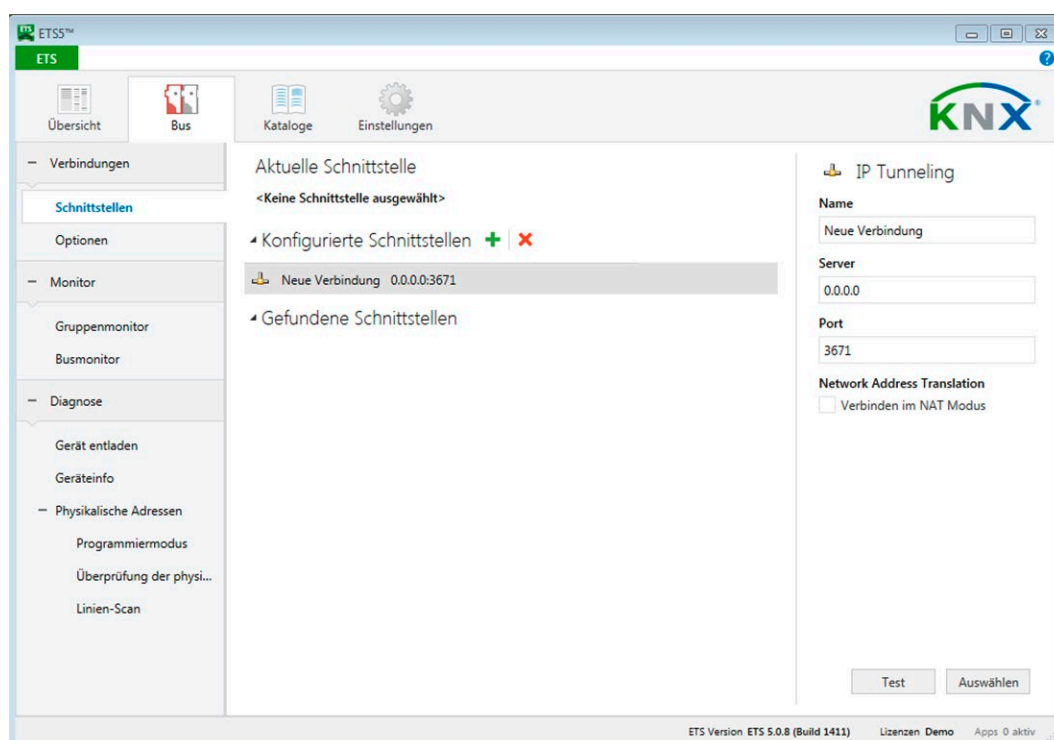 ETS5™
ETS
Übersicht
Bus
Kataloge
Einstellungen
KNX®
Verbindungen
Schnittstellen
Optionen
Monitor
Gruppenmonitor
Busmonitor
Diagnose
Gerät entladen
Geräteinfo
Physikalische Adressen
Programmiermodus
Überprüfung der physi...
Linien-Scan
Aktuelle Schnittstelle
<Keine Schnittstelle ausgewählt>
Konfigurierte Schnittstellen
Neue Verbindung 0.0.0.0:3671
Gefundene Schnittstellen
IP Tunneling
Name
Neue Verbindung
Server
0.0.0.0
Port
3671
Network Address Translation
Verbinden im NAT Modus
Test
Auswählen
ETS Version ETS 5.0.8 (Build 1411) Lizenzen Demo Apps 0 aktiv